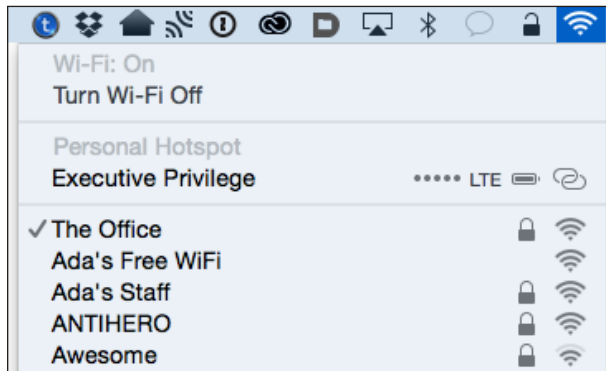 Wi-Fi: On
Turn Wi-Fi Off
Personal Hotspot
Executive Privilege ••••• LTE
✓ The Office
Ada's Free WiFi
Ada's Staff
ANTIHERO
Awesome